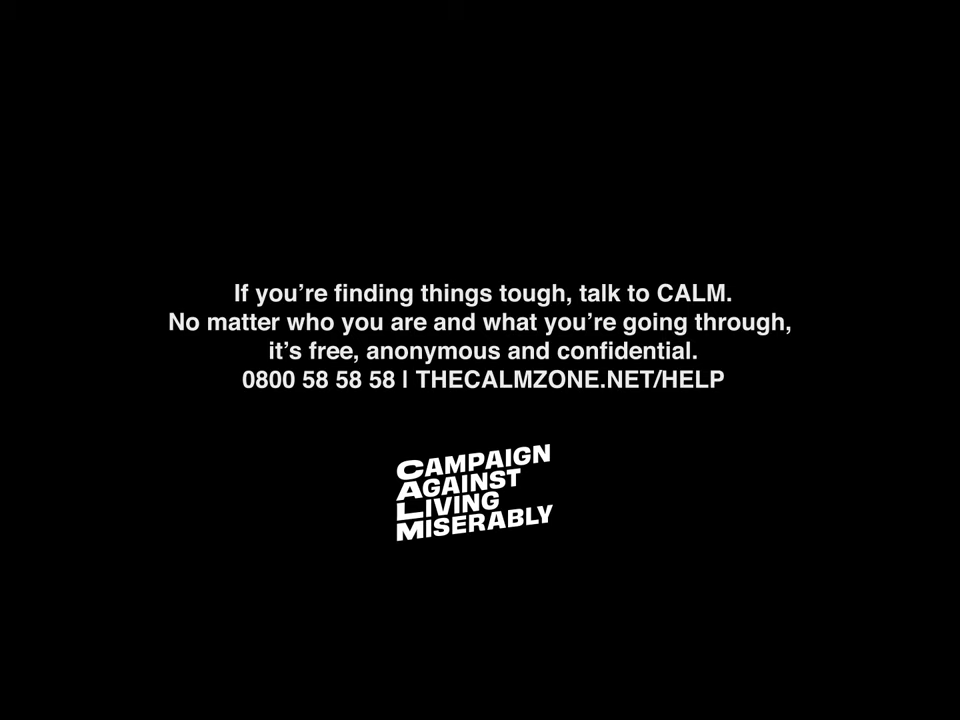 If you’re finding things tough, talk to CALM.
No matter who you are and what you’re going through,
it’s free, anonymous and confidential.
0800 58 58 58 | THECALMZONE.NET/HELP
CAMPAIGN
AGAINST
LIVING
MISERABLY